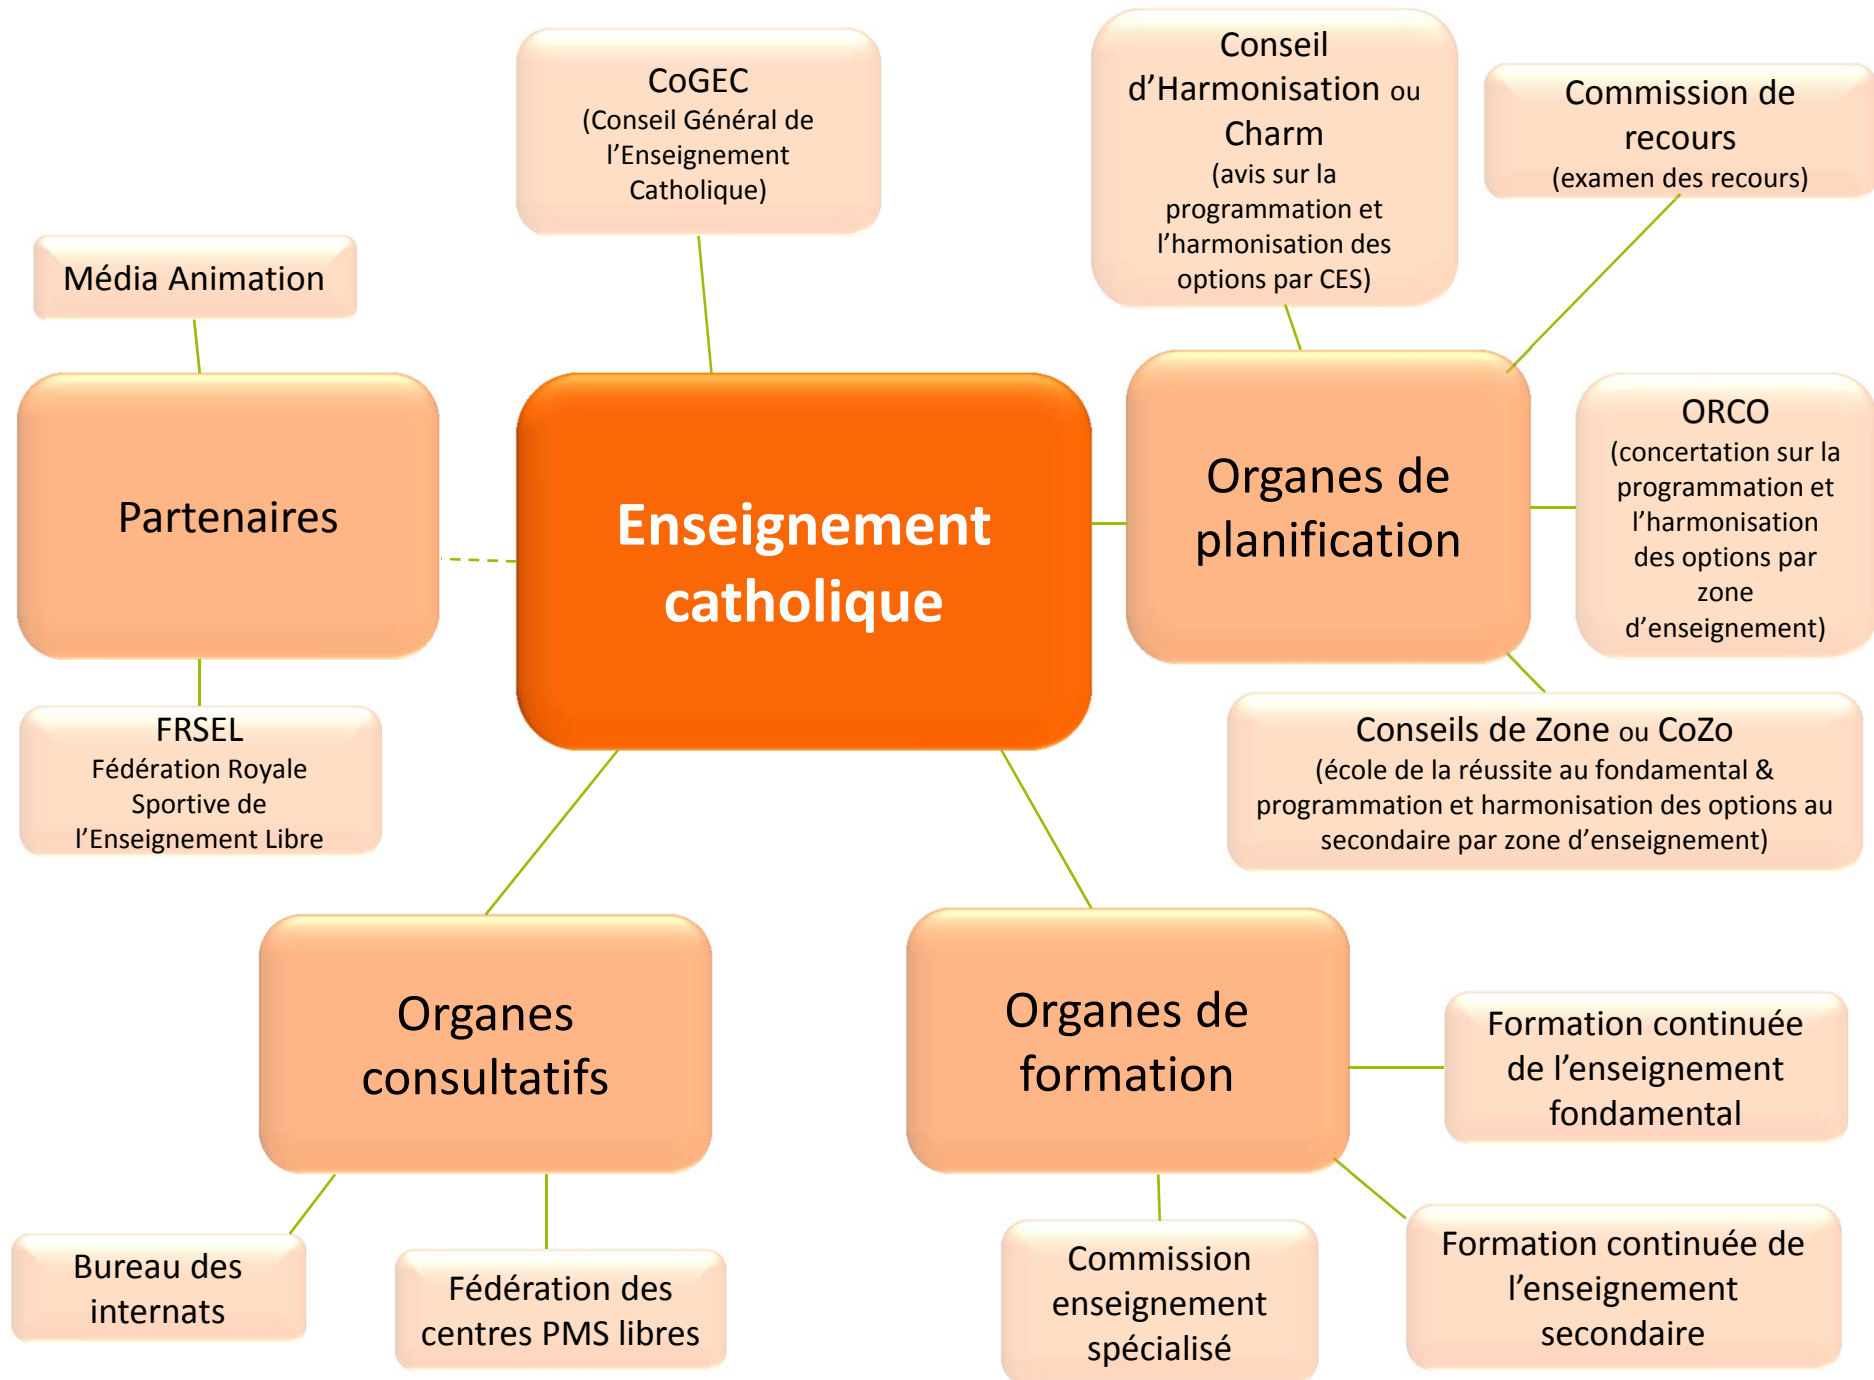 CoGEC
(Conseil Général de
l’Enseignement
Catholique)
Conseil
d’Harmonisation ou
Charm
(avis sur la
programmation et
l’harmonisation des
options par CES)
Commission de
recours
(examen des recours)
Média Animation
Partenaires
Enseignement
catholique
Organes de
planification
ORCO
(concertation sur la
programmation et
l’harmonisation
des options par
zone
d’enseignement)
FRSEL
Fédération Royale
Sportive de
l’Enseignement Libre
Conseils de Zone ou CoZo
(école de la réussite au fondamental &
programmation et harmonisation des options au
secondaire par zone d’enseignement)
Organes
consultatifs
Organes de
formation
Formation continuée
de l’enseignement
fondamental
Bureau des
internats
Fédération des
centres PMS libres
Commission
enseignement
spécialisé
Formation continuée de
l’enseignement
secondaire